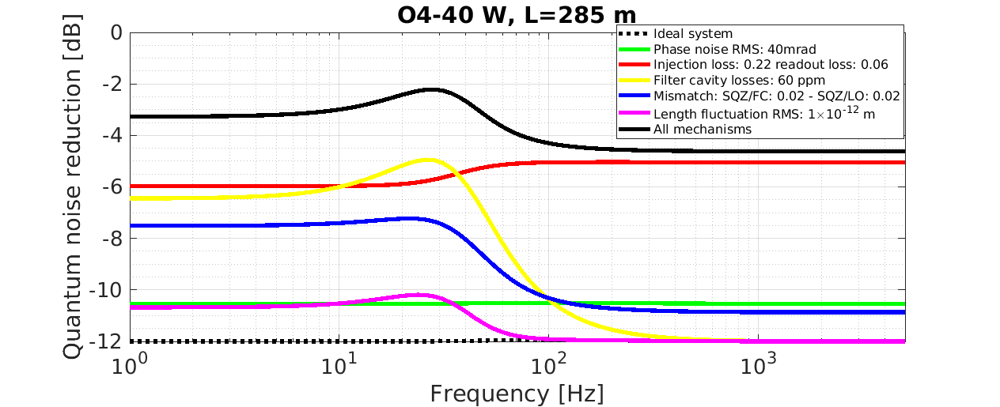 O4-40 W, L=285 m
Quantum noise reduction [dB]
0
-2
-4
-6
-8
-10
-12
Ideal system
Phase noise RMS: 40mrad
Injection loss: 0.22 readout loss: 0.06
Filter cavity losses: 60 ppm
Mismatch: SQZ/FC: 0.02 - SQZ/LO: 0.02
Length fluctuation RMS: 1×10⁻¹² m
All mechanisms
10⁰ 10¹ 10² 10³
Frequency [Hz]